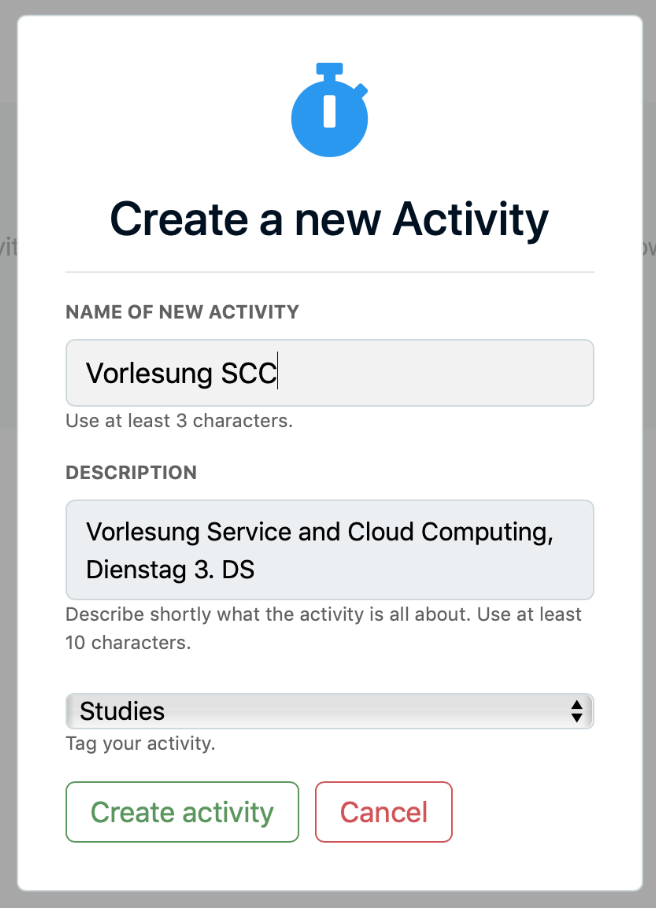 Create a new Activity
NAME OF NEW ACTIVITY
Vorlesung SCC
Use at least 3 characters.
DESCRIPTION
Vorlesung Service and Cloud Computing,
Dienstag 3. DS
Describe shortly what the activity is all about. Use at least
10 characters.
Studies
Tag your activity.
Create activity
Cancel